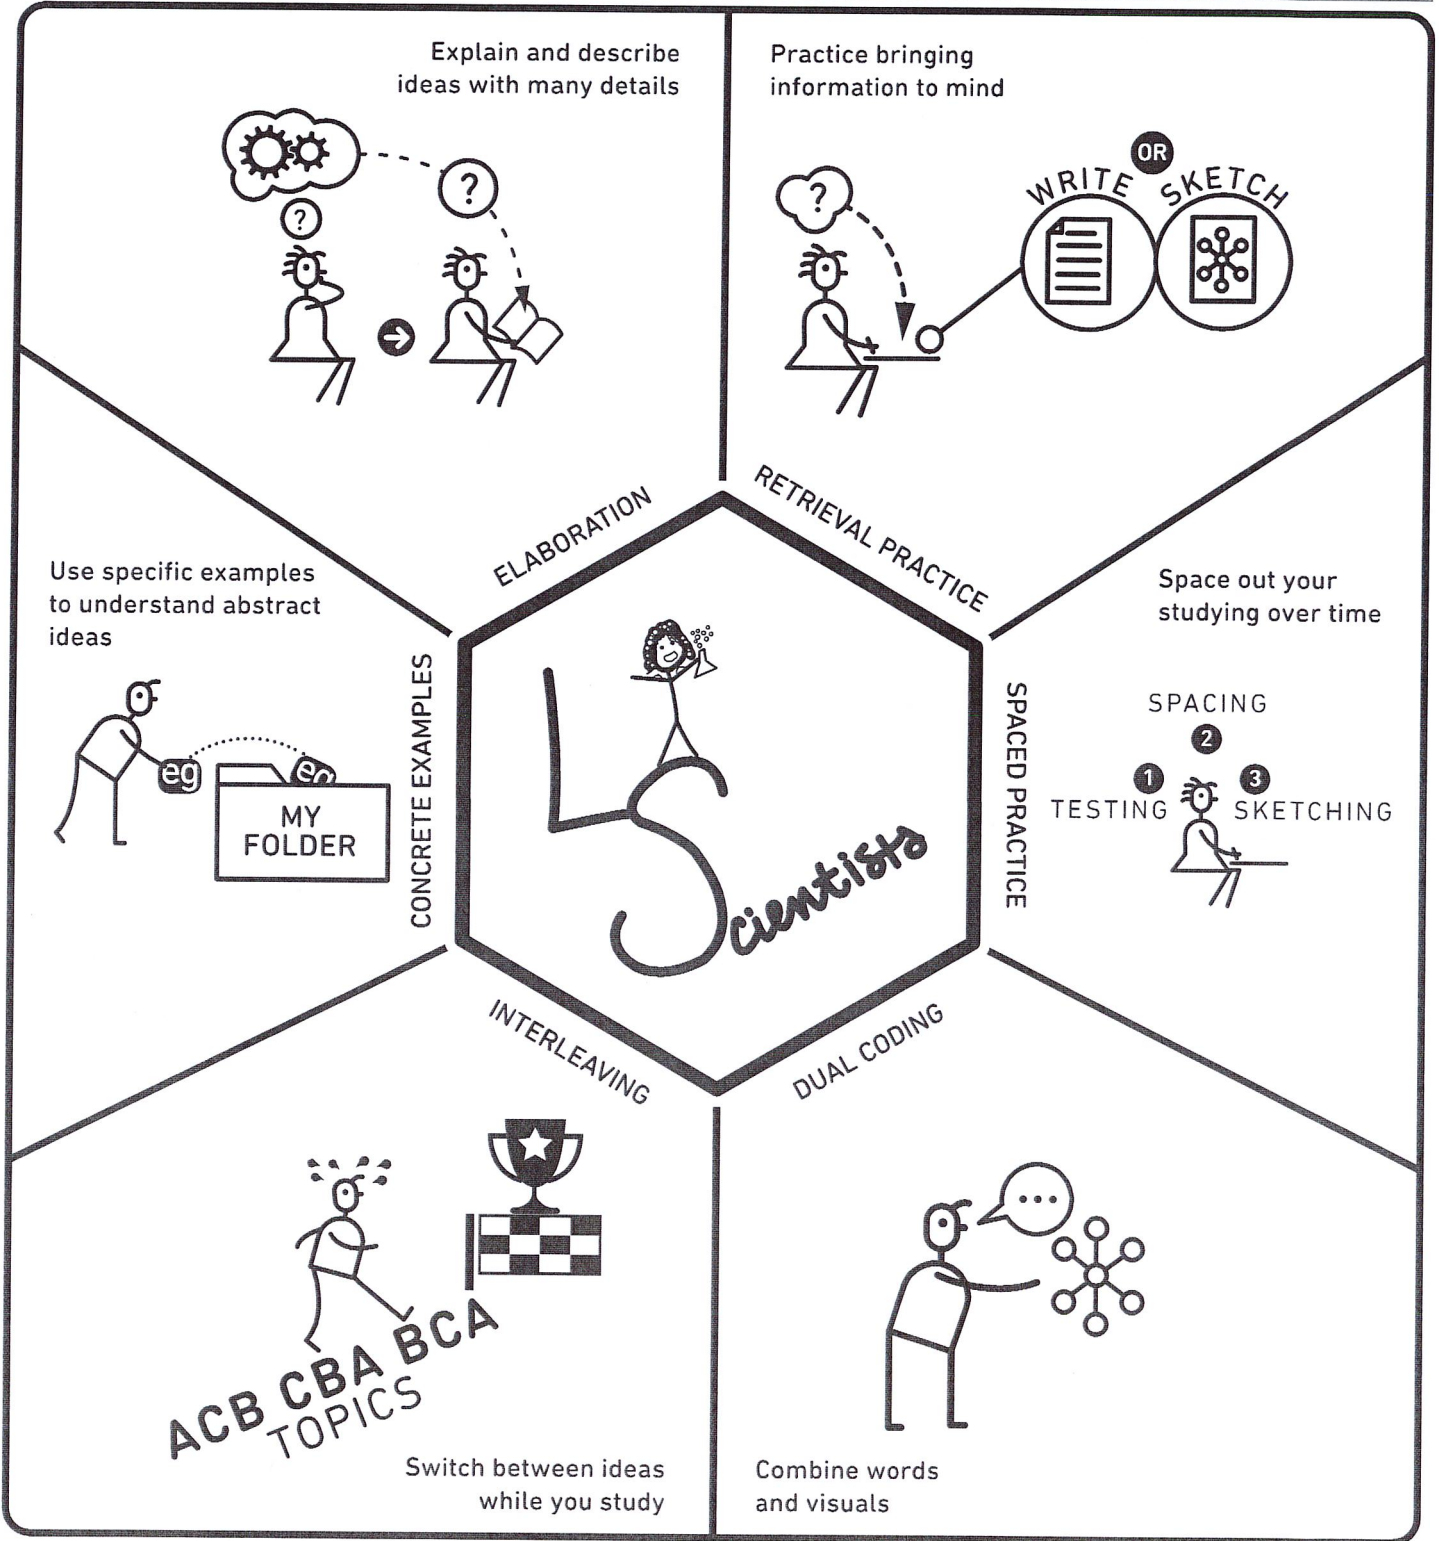 Explain and describe
ideas with many details
?
?
Practice bringing
information to mind
?
OR
WRITE SKETCH
ELABORATION
RETRIEVAL PRACTICE
Use specific examples
to understand abstract
ideas
eg
eg
MY
FOLDER
CONCRETE EXAMPLES
LScientists
SPACED PRACTICE
Space out your
studying over time
SPACING
2
1 3
TESTING SKETCHING
INTERLEAVING
DUAL CODING
ACB CBA BCA
TOPICS
Switch between ideas
while you study
Combine words
and visuals